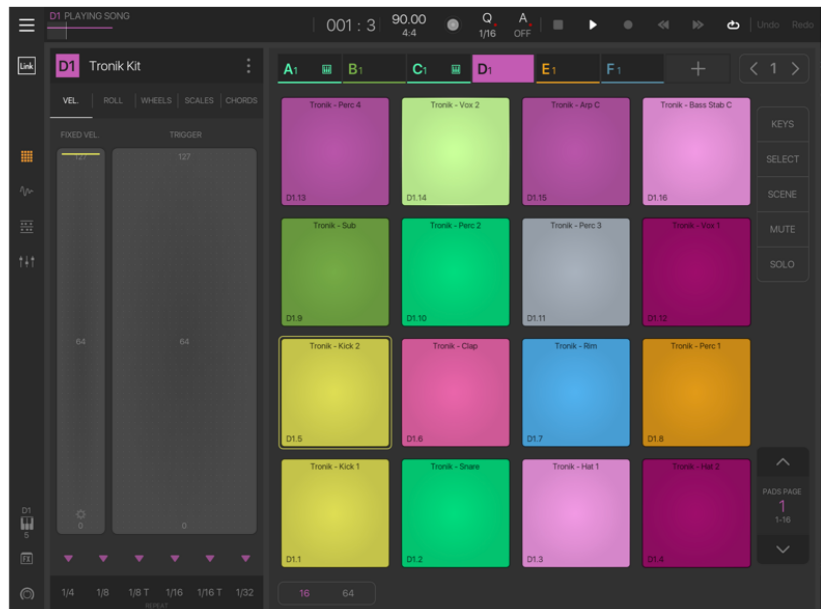 D1 PLAYING SONG
001 : 3
90.00
4:4
Q
1/16
A
OFF
Undo Redo
Link
D1 Tronik Kit
A1 B1 C1 D1 E1 F1 + < 1 >
VEL. ROLL WHEELS SCALES CHORDS
FIXED VEL. TRIGGER
127 127
64 64
0 0
Tronik - Perc 4
D1.13
Tronik - Vox 2
D1.14
Tronik - Arp C
D1.15
Tronik - Bass Stab C
D1.16
Tronik - Sub
D1.9
Tronik - Perc 2
D1.10
Tronik - Perc 3
D1.11
Tronik - Vox 1
D1.12
Tronik - Kick 2
D1.5
Tronik - Clap
D1.6
Tronik - Rim
D1.7
Tronik - Perc 1
D1.8
Tronik - Kick 1
D1.1
Tronik - Snare
D1.2
Tronik - Hat 1
D1.3
Tronik - Hat 2
D1.4
KEYS
SELECT
SCENE
MUTE
SOLO
PADS PAGE
1
1-16
D1
5
FX
1/4 1/8 1/8 T 1/16 1/16 T 1/32
REPEAT
16 64